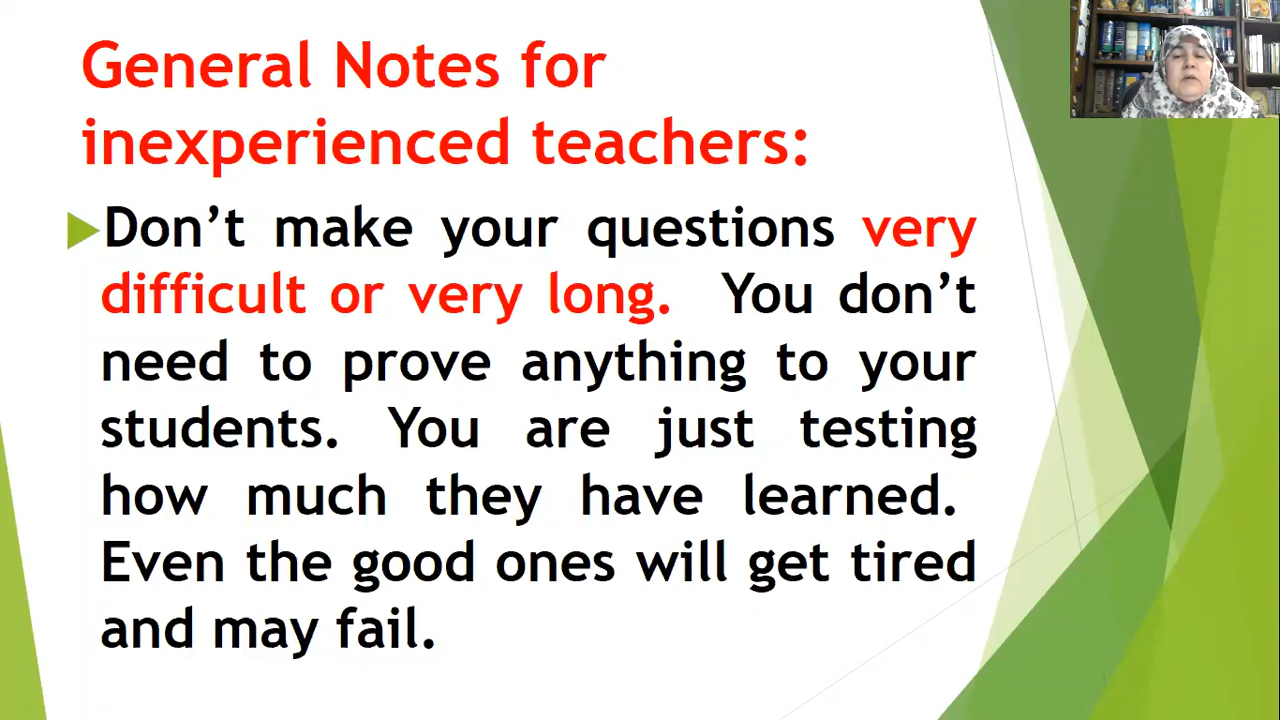 General Notes for
inexperienced teachers:
Don’t make your questions very
difficult or very long. You don’t
need to prove anything to your
students. You are just testing
how much they have learned.
Even the good ones will get tired
and may fail.